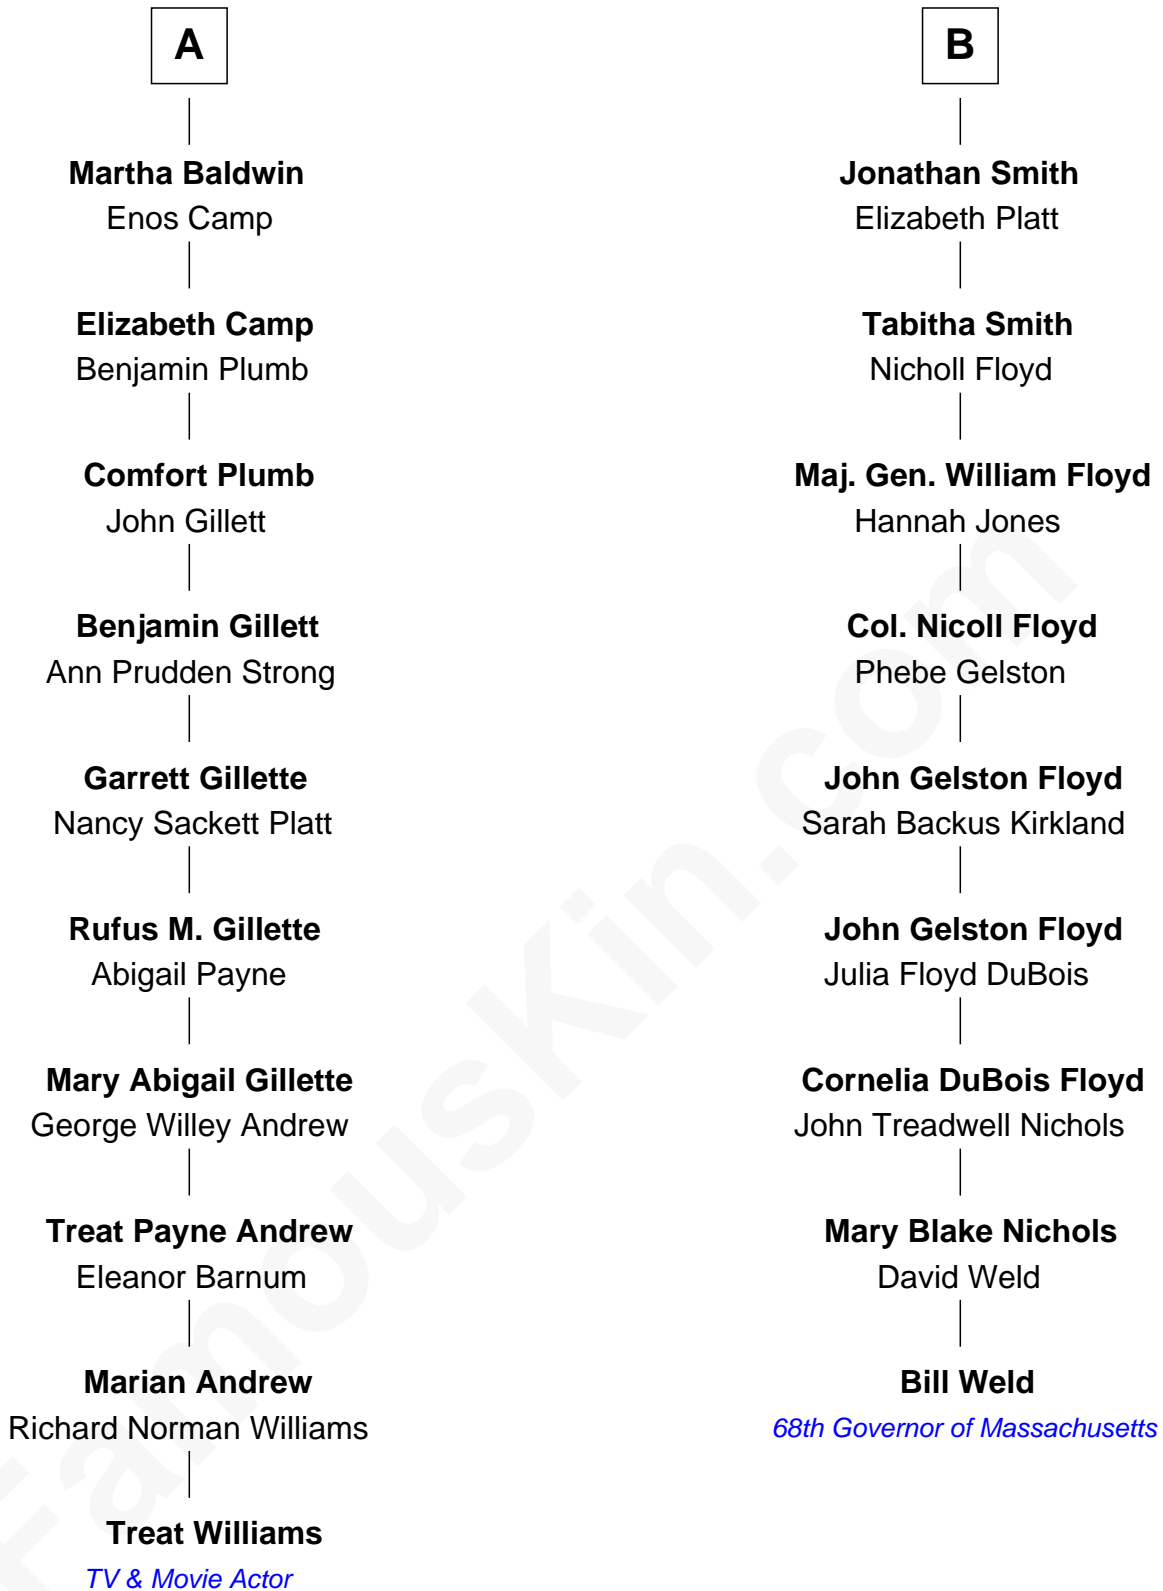 A
Martha Baldwin
Enos Camp
Elizabeth Camp
Benjamin Plumb
Comfort Plumb
John Gillett
Benjamin Gillett
Ann Prudden Strong
Garrett Gillette
Nancy Sackett Platt
Rufus M. Gillette
Abigail Payne
Mary Abigail Gillette
George Willey Andrew
Treat Payne Andrew
Eleanor Barnum
Marian Andrew
Richard Norman Williams
Treat Williams
TV & Movie Actor
B
Jonathan Smith
Elizabeth Platt
Tabitha Smith
Nicholl Floyd
Maj. Gen. William Floyd
Hannah Jones
Col. Nicoll Floyd
Phebe Gelston
John Gelston Floyd
Sarah Backus Kirkland
John Gelston Floyd
Julia Floyd DuBois
Cornelia DuBois Floyd
John Treadwell Nichols
Mary Blake Nichols
David Weld
Bill Weld
68th Governor of Massachusetts
FamousKin.com